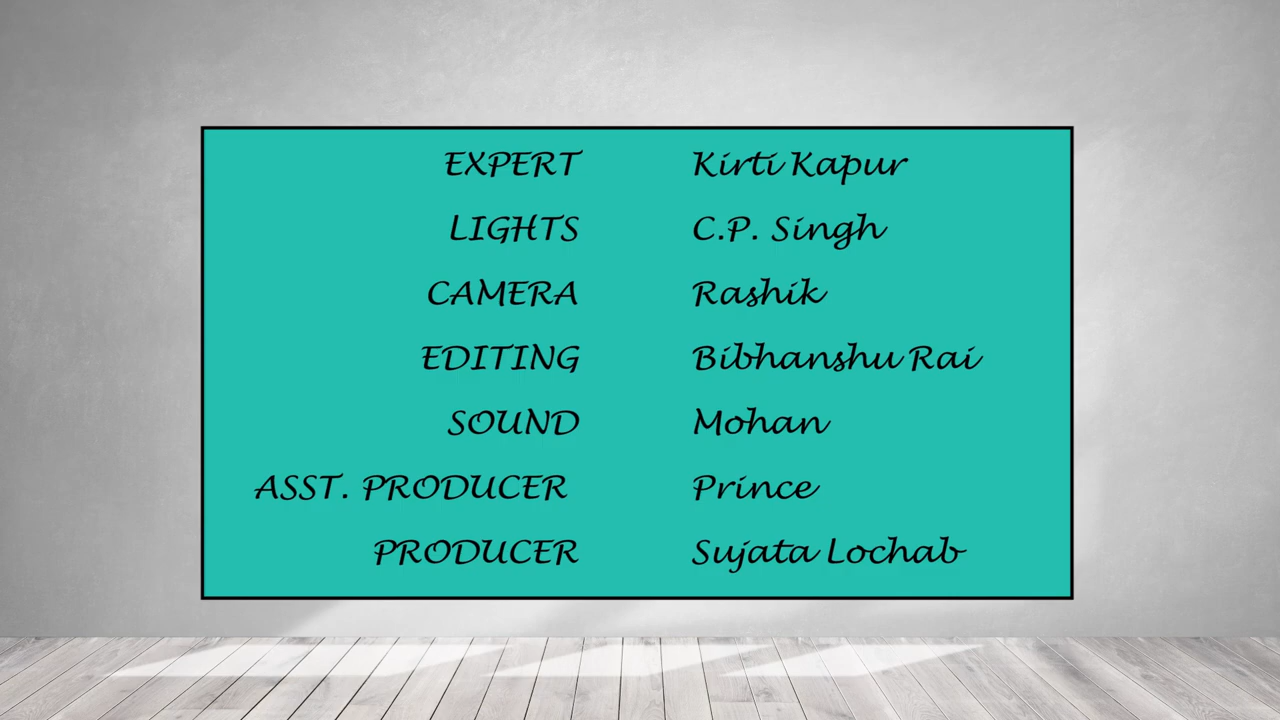 EXPERT Kirti Kapur
LIGHTS C.P. Singh
CAMERA Rashik
EDITING Bibhanshu Rai
SOUND Mohan
ASST. PRODUCER Prince
PRODUCER Sujata Lochab